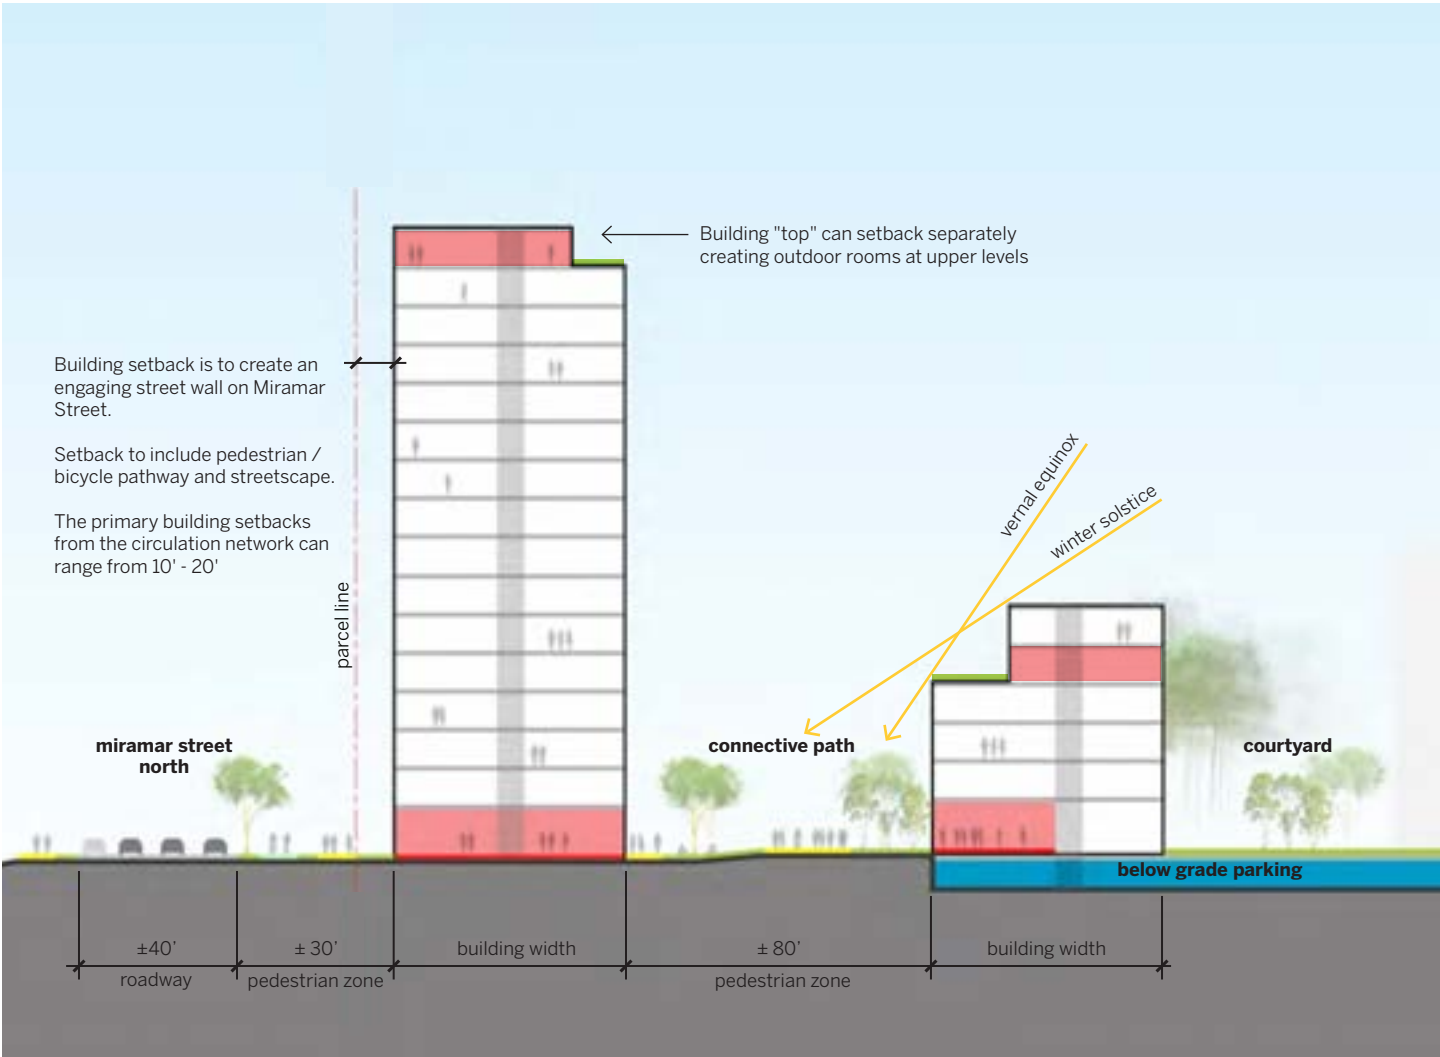 Building "top" can setback separately
creating outdoor rooms at upper levels
Building setback is to create an
engaging street wall on Miramar
Street.
Setback to include pedestrian /
bicycle pathway and streetscape.
The primary building setbacks
from the circulation network can
range from 10' - 20'
parcel line
vernal equinox
winter solstice
miramar street
north
connective path
courtyard
below grade parking
±40’
roadway
± 30’
pedestrian zone
building width
± 80’
pedestrian zone
building width